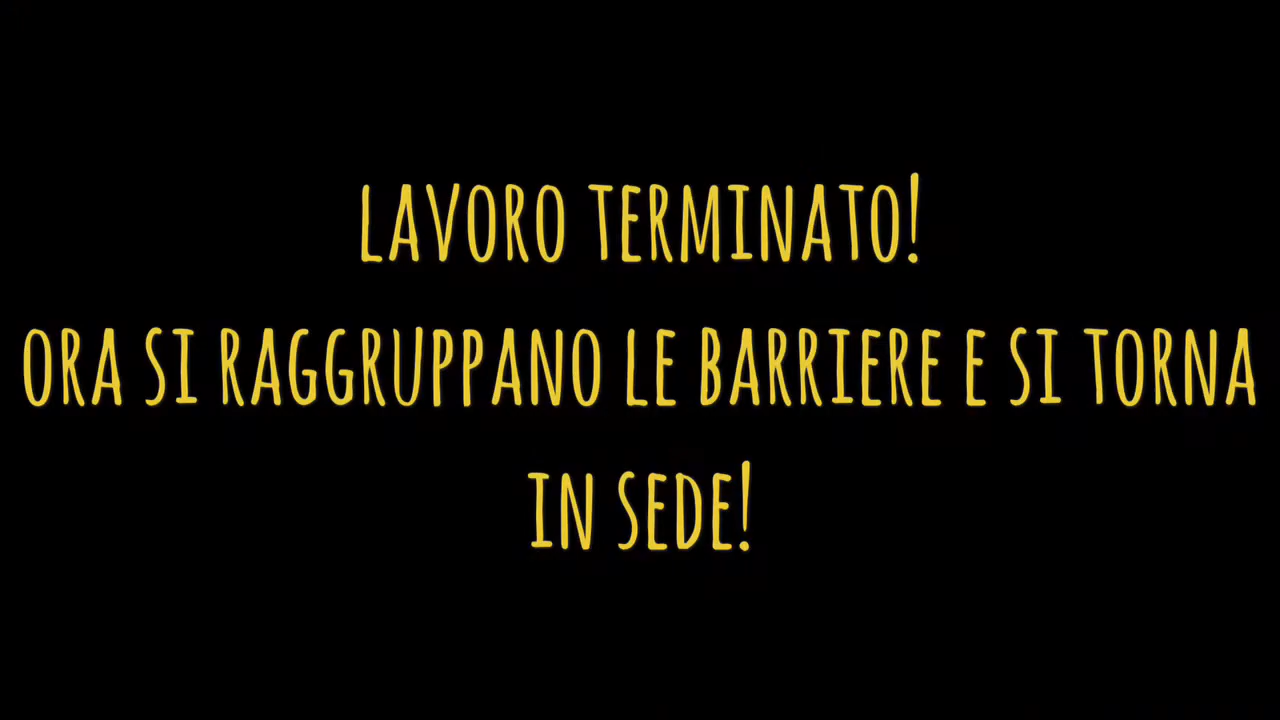 LAVORO TERMINATO!
ORA SI RAGGRUPPANO LE BARRIERE E SI TORNA
IN SEDE!